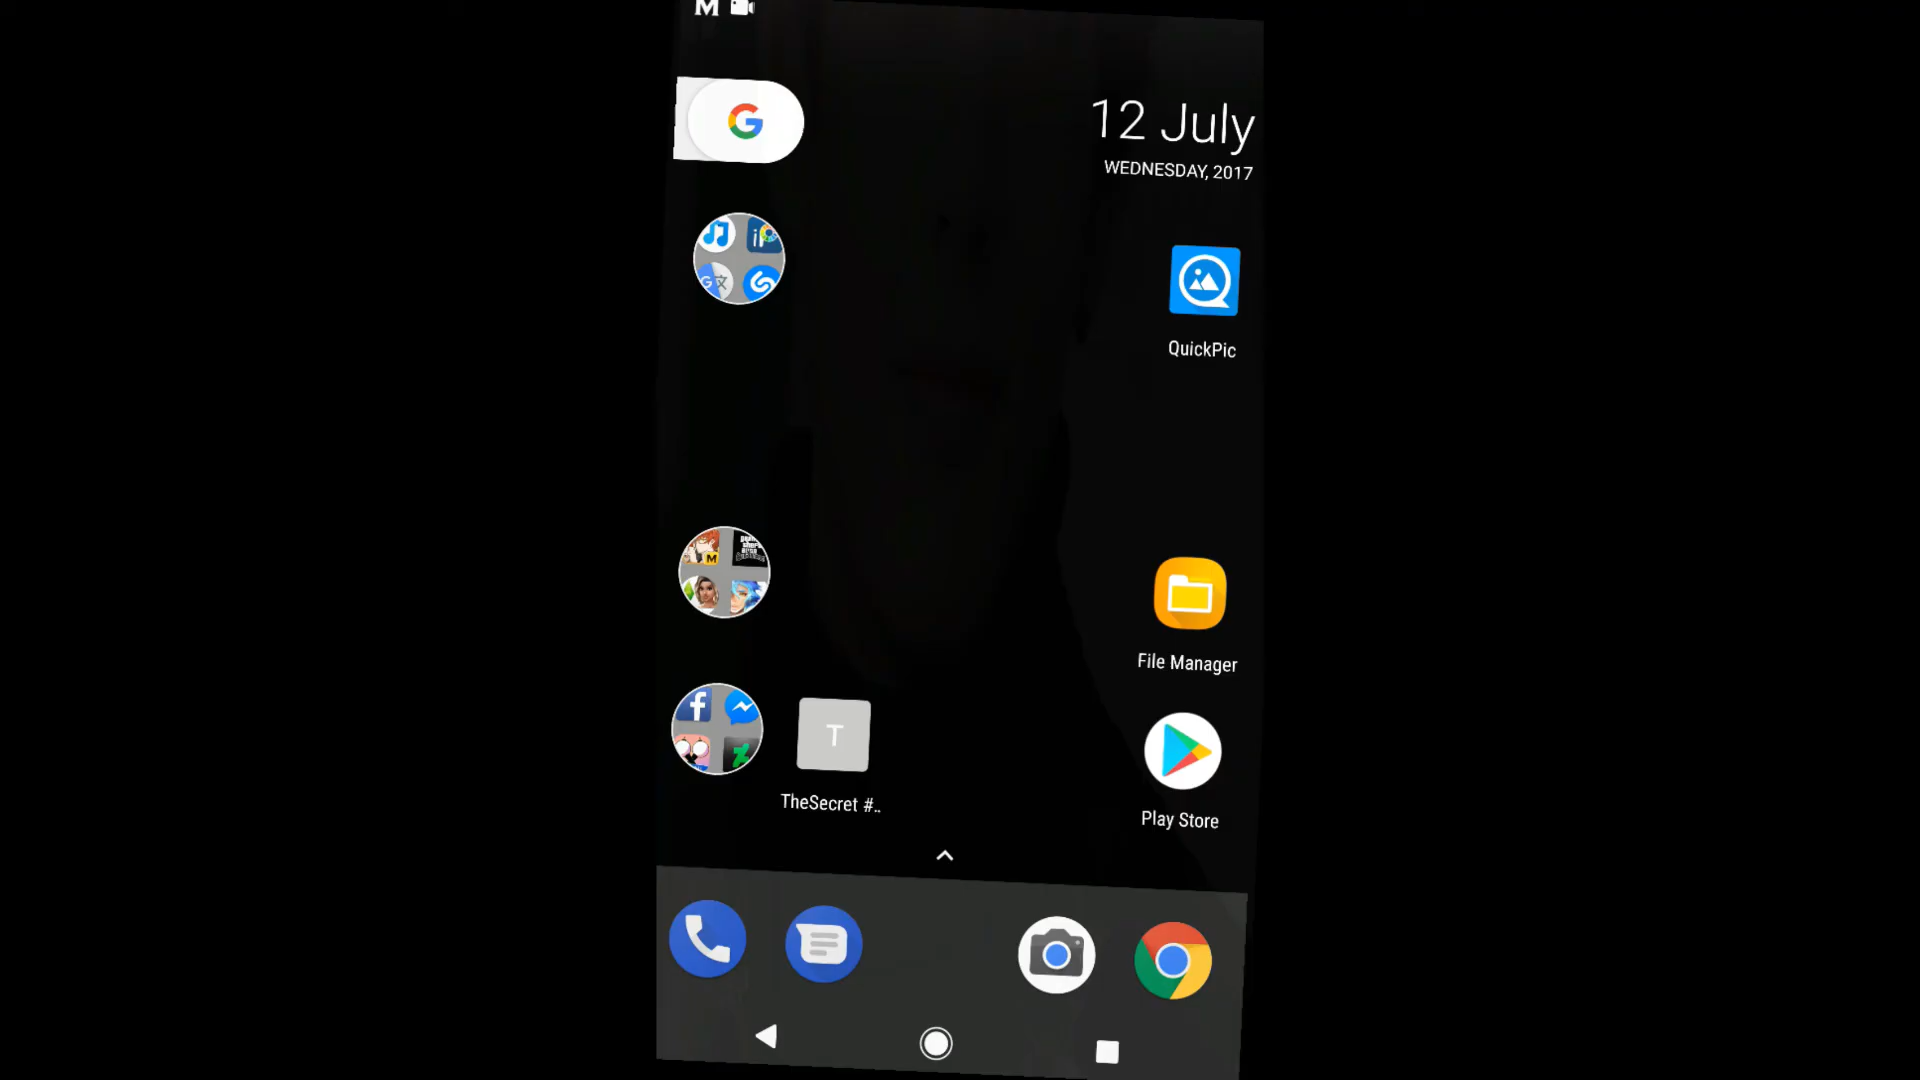 12 July
WEDNESDAY, 2017
QuickPic
File Manager
T
TheSecret #..
Play Store